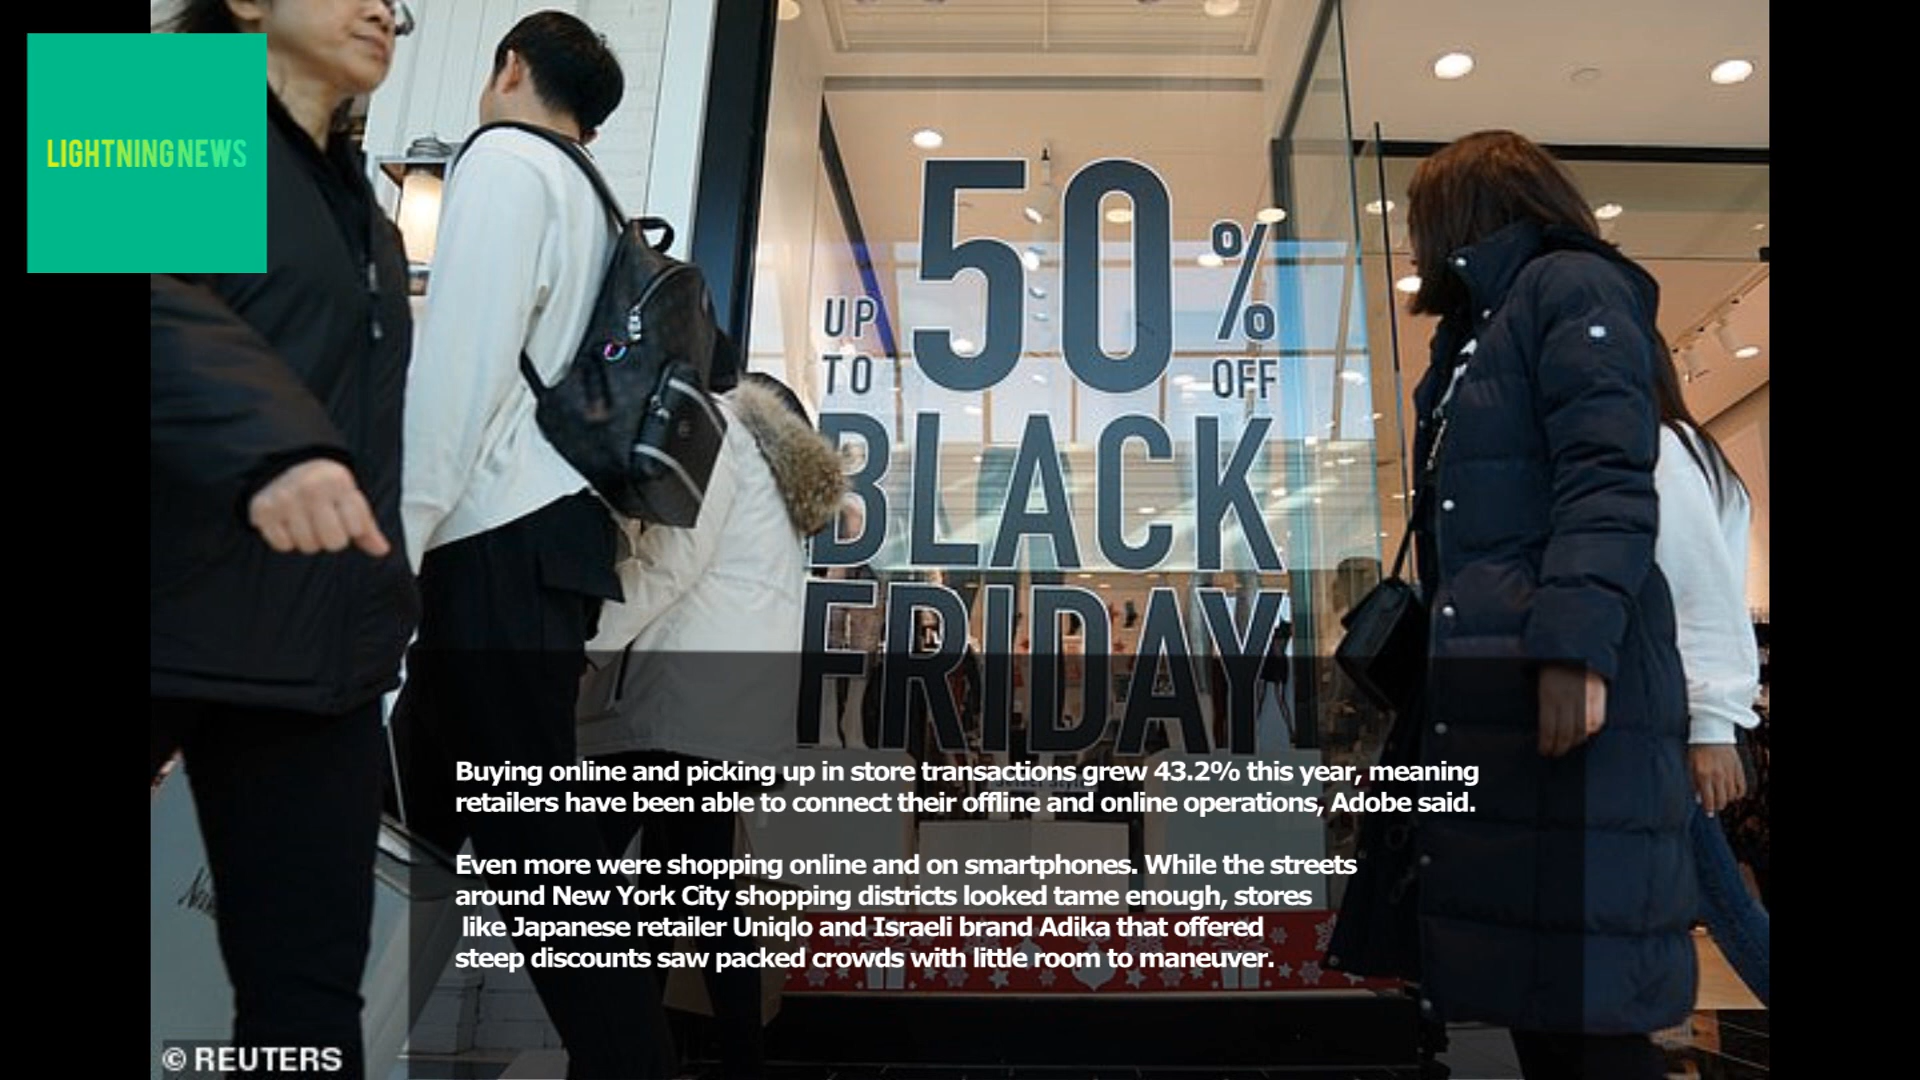 LIGHTNING NEWS
UP
TO
50%
OFF
BLACK
FRIDAY
Buying online and picking up in store transactions grew 43.2% this year, meaning
retailers have been able to connect their offline and online operations, Adobe said.
Even more were shopping online and on smartphones. While the streets
around New York City shopping districts looked tame enough, stores
like Japanese retailer Uniqlo and Israeli brand Adika that offered
steep discounts saw packed crowds with little room to maneuver.
© REUTERS